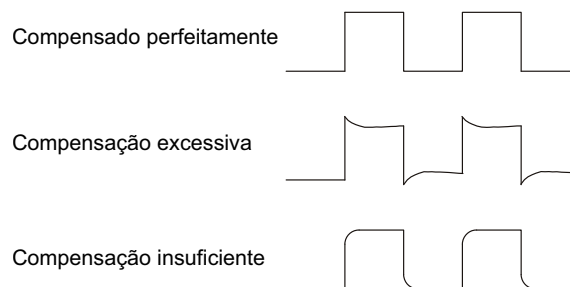 Compensado perfeitamente
Compensação excessiva
Compensação insuficiente